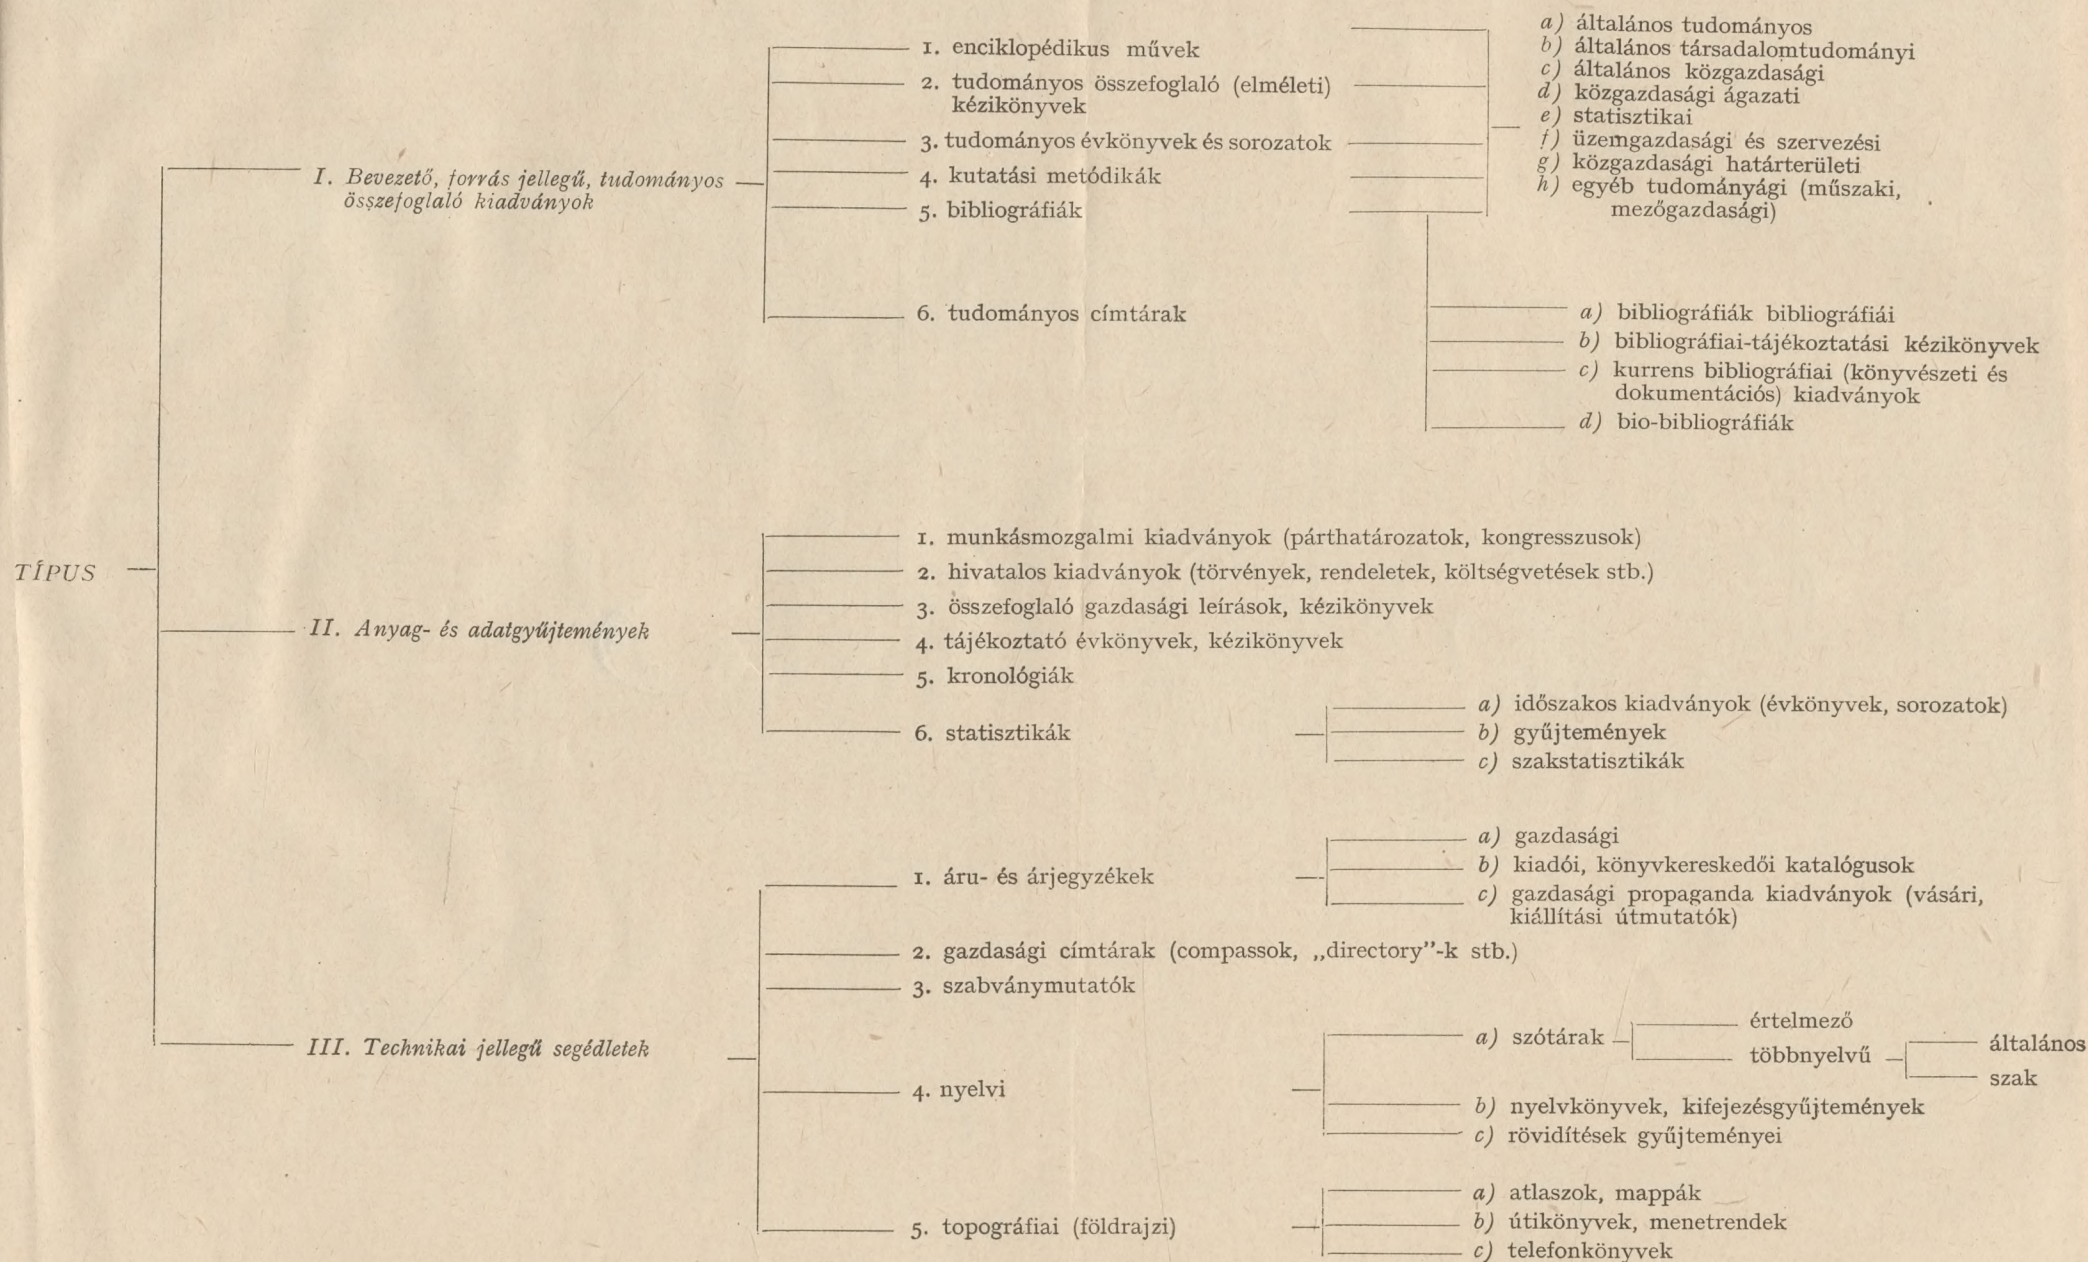 TÍPUS
I. Bevezető, forrás jellegű, tudományos
összefoglaló kiadványok
1. enciklopédikus művek
2. tudományos összefoglaló (elméleti)
kézikönyvek
3. tudományos évkönyvek és sorozatok
4. kutatási metódikák
5. bibliográfiák
a) általános tudományos
b) általános társadalomtudományi
c) általános közgazdasági
d) közgazdasági ágazati
e) statisztikai
f) üzemgazdasági és szervezési
g) közgazdasági határterületi
h) egyéb tudományági (műszaki,
mezőgazdasági)
a) bibliográfiák bibliográfiái
b) bibliográfiai-tájékoztatási kézikönyvek
c) kurrens bibliográfiai (könyvészeti és
dokumentációs) kiadványok
d) bio-bibliográfiák
6. tudományos címtárak
II. Anyag- és adatgyűjtemények
1. munkásmozgalmi kiadványok (párthatározatok, kongresszusok)
2. hivatalos kiadványok (törvények, rendeletek, költségvetések stb.)
3. összefoglaló gazdasági leírások, kézikönyvek
4. tájékoztató évkönyvek, kézikönyvek
5. kronológiák
6. statisztikák
a) időszakos kiadványok (évkönyvek, sorozatok)
b) gyűjtemények
c) szakstatisztikák
III. Technikai jellegű segédletek
1. áru- és árjegyzékek
a) gazdasági
b) kiadói, könyvkereskedői katalógusok
c) gazdasági propaganda kiadványok (vásári,
kiállítási útmutatók)
2. gazdasági címtárak (compassok, „directory”-k stb.)
3. szabványmutatók
4. nyelvi
a) szótárak
értelmező
többnyelvű
általános
szak
b) nyelvkönyvek, kifejezésgyűjtemények
c) rövidítések gyűjteményei
5. topográfiai (földrajzi)
a) atlaszok, mappák
b) útikönyvek, menetrendek
c) telefonkönyvek